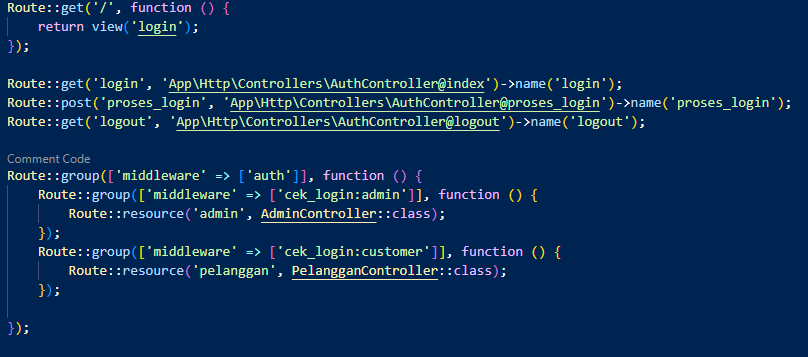 Route::get('/', function () {
    return view('login');
});

Route::get('login', 'App\Http\Controllers\AuthController@index')->name('login');
Route::post('proses_login', 'App\Http\Controllers\AuthController@proses_login')->name('proses_login');
Route::get('logout', 'App\Http\Controllers\AuthController@logout')->name('logout');

Comment Code
Route::group(['middleware' => ['auth']], function () {
    Route::group(['middleware' => ['cek_login:admin']], function () {
        Route::resource('admin', AdminController::class);
    });
    Route::group(['middleware' => ['cek_login:customer']], function () {
        Route::resource('pelanggan', PelangganController::class);
    });

});